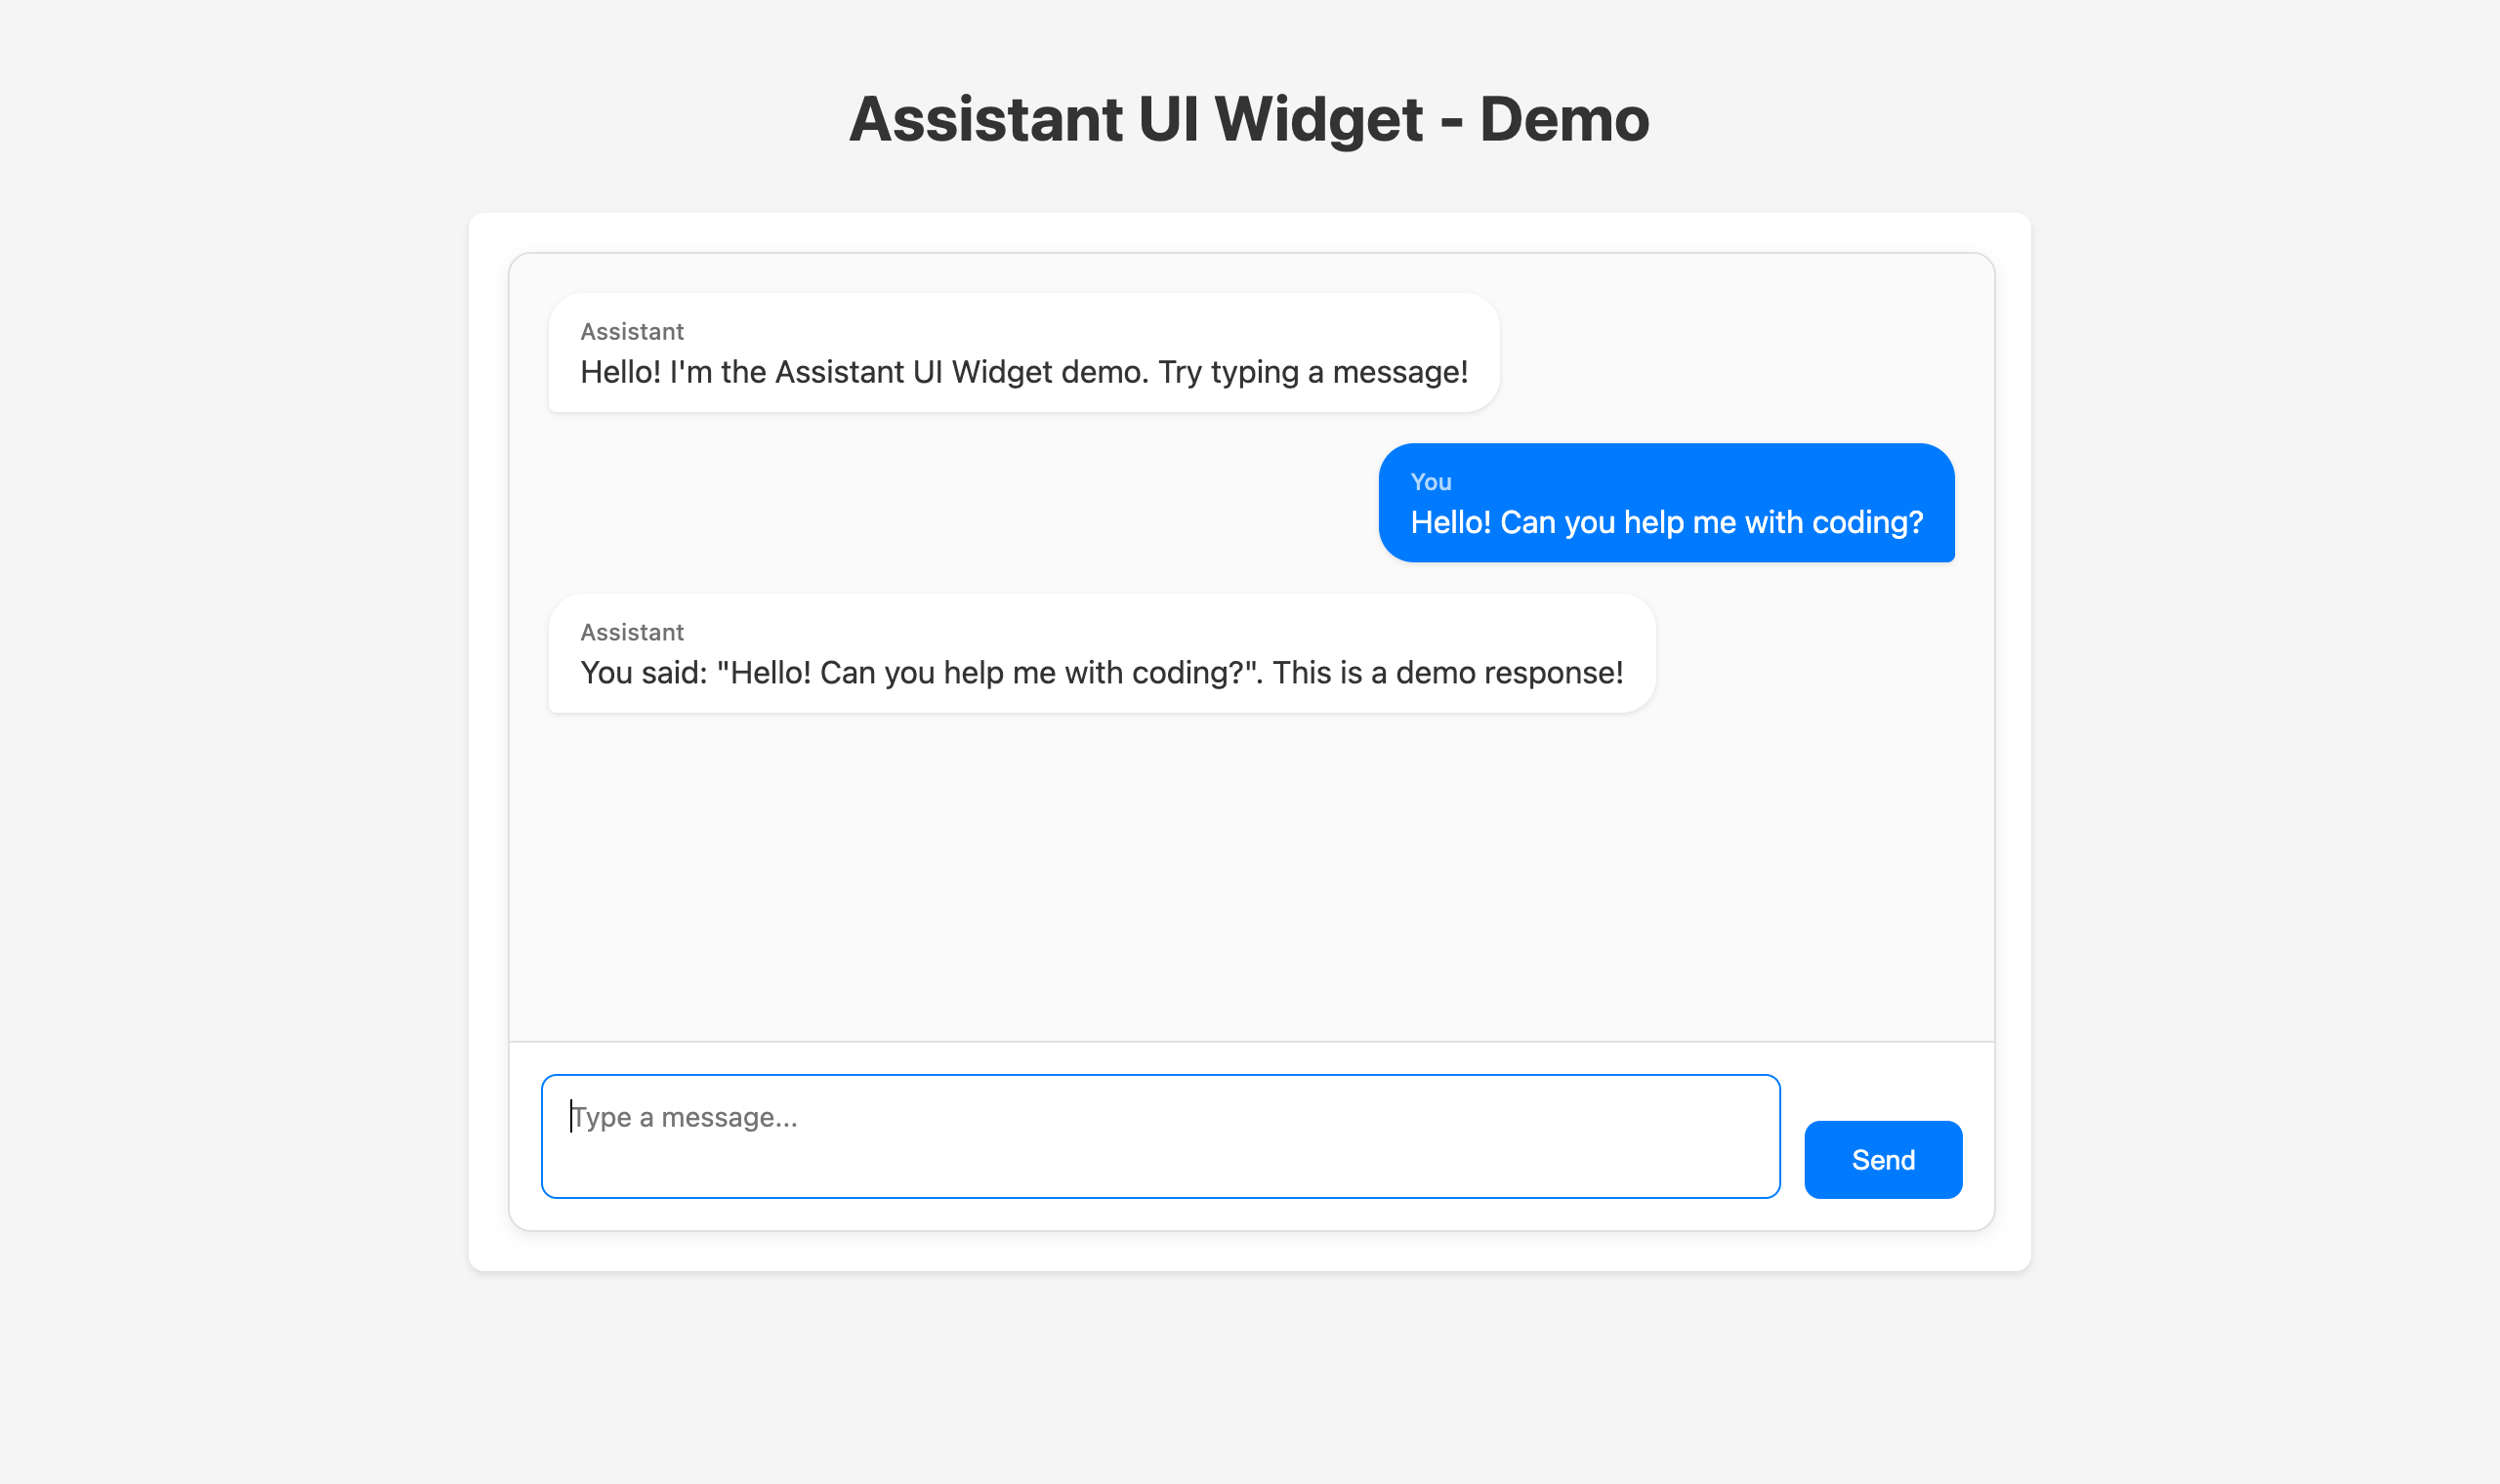 Assistant UI Widget - Demo
Assistant
Hello! I'm the Assistant UI Widget demo. Try typing a message!
You
Hello! Can you help me with coding?
Assistant
You said: "Hello! Can you help me with coding?". This is a demo response!
Type a message...
Send